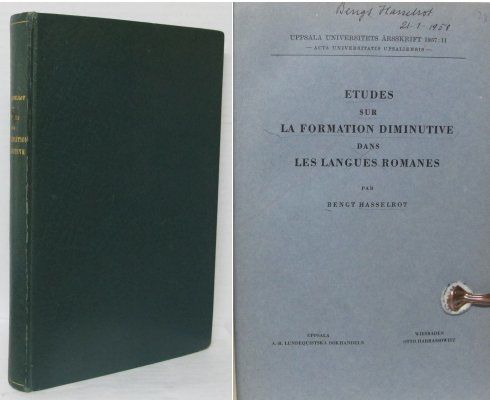 Bengt Hasselrot
21-1-1958
UPPSALA UNIVERSITETS ÅRSSKRIFT 1957:11
— ACTA UNIVERSITATIS UPSALIENSIS —
ETUDES
SUR
LA FORMATION DIMINUTIVE
DANS
LES LANGUES ROMANES
PAR
BENGT HASSELROT
UPPSALA
A.-B. LUNDEQUISTSKA BOKHANDELN
WIESBADEN
OTTO HARRASSOWITZ